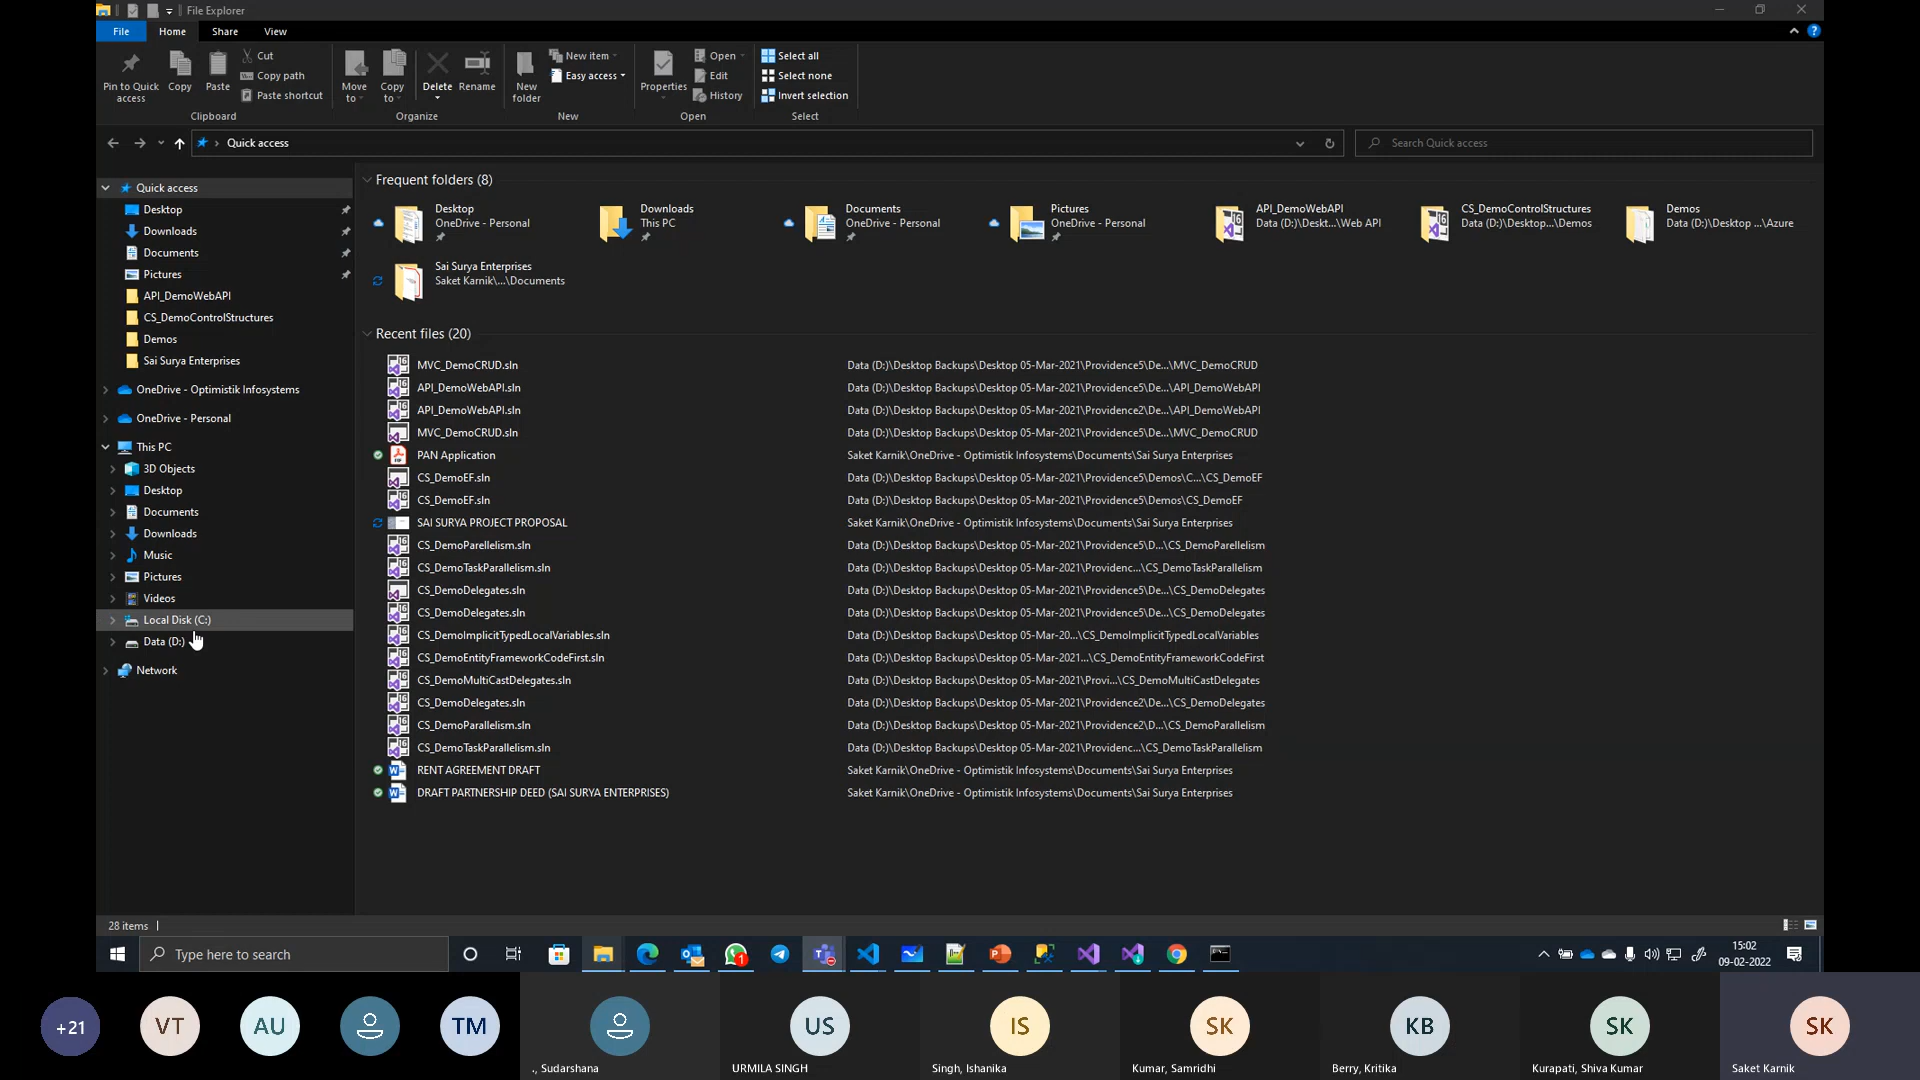 File Explorer
File Home Share View
Pin to Quick access
Copy
Paste
Cut
Copy path
Paste shortcut
Clipboard
Move to
Copy to
Delete
Rename
Organize
New folder
New item
Easy access
New
Properties
Open
Edit
History
Open
Select all
Select none
Invert selection
Select
Quick access
Search Quick access
Quick access
Desktop
Downloads
Documents
Pictures
API_DemoWebAPI
CS_DemoControlStructures
Demos
Sai Surya Enterprises
OneDrive - Optimistik Infosystems
OneDrive - Personal
This PC
3D Objects
Desktop
Documents
Downloads
Music
Pictures
Videos
Local Disk (C:)
Data (D:)
Network
Frequent folders (8)
Desktop
OneDrive - Personal
Downloads
This PC
Documents
OneDrive - Personal
Pictures
OneDrive - Personal
API_DemoWebAPI
Data (D:)\Deskt...\Web API
CS_DemoControlStructures
Data (D:)\Desktop...\Demos
Demos
Data (D:)\Desktop ...\Azure
Sai Surya Enterprises
Saket Karnik\...\Documents
Recent files (20)
MVC_DemoCRUD.sln Data (D:)\Desktop Backups\Desktop 05-Mar-2021\Providence5\De...\MVC_DemoCRUD
API_DemoWebAPI.sln Data (D:)\Desktop Backups\Desktop 05-Mar-2021\Providence5\De...\API_DemoWebAPI
API_DemoWebAPI.sln Data (D:)\Desktop Backups\Desktop 05-Mar-2021\Providence2\De...\API_DemoWebAPI
MVC_DemoCRUD.sln Data (D:)\Desktop Backups\Desktop 05-Mar-2021\Providence5\De...\MVC_DemoCRUD
PAN Application Saket Karnik\OneDrive - Optimistik Infosystems\Documents\Sai Surya Enterprises
CS_DemoEF.sln Data (D:)\Desktop Backups\Desktop 05-Mar-2021\Providence5\Demos\C...\CS_DemoEF
CS_DemoEF.sln Data (D:)\Desktop Backups\Desktop 05-Mar-2021\Providence5\Demos\CS_DemoEF
SAI SURYA PROJECT PROPOSAL Saket Karnik\OneDrive - Optimistik Infosystems\Documents\Sai Surya Enterprises
CS_DemoParellelism.sln Data (D:)\Desktop Backups\Desktop 05-Mar-2021\Providence5\D...\CS_DemoParellelism
CS_DemoTaskParallelism.sln Data (D:)\Desktop Backups\Desktop 05-Mar-2021\Providenc...\CS_DemoTaskParallelism
CS_DemoDelegates.sln Data (D:)\Desktop Backups\Desktop 05-Mar-2021\Providence5\De...\CS_DemoDelegates
CS_DemoDelegates.sln Data (D:)\Desktop Backups\Desktop 05-Mar-2021\Providence5\De...\CS_DemoDelegates
CS_DemoImplicitTypedLocalVariables.sln Data (D:)\Desktop Backups\Desktop 05-Mar-20...\CS_DemoImplicitTypedLocalVariables
CS_DemoEntityFrameworkCodeFirst.sln Data (D:)\Desktop Backups\Desktop 05-Mar-2021...\CS_DemoEntityFrameworkCodeFirst
CS_DemoMultiCastDelegates.sln Data (D:)\Desktop Backups\Desktop 05-Mar-2021\Provi...\CS_DemoMultiCastDelegates
CS_DemoDelegates.sln Data (D:)\Desktop Backups\Desktop 05-Mar-2021\Providence2\De...\CS_DemoDelegates
CS_DemoParallelism.sln Data (D:)\Desktop Backups\Desktop 05-Mar-2021\Providence2\D...\CS_DemoParallelism
CS_DemoTaskParallelism.sln Data (D:)\Desktop Backups\Desktop 05-Mar-2021\Providenc...\CS_DemoTaskParallelism
RENT AGREEMENT DRAFT Saket Karnik\OneDrive - Optimistik Infosystems\Documents\Sai Surya Enterprises
DRAFT PARTNERSHIP DEED (SAI SURYA ENTERPRISES) Saket Karnik\OneDrive - Optimistik Infosystems\Documents\Sai Surya Enterprises
28 items
Type here to search
15:02
09-02-2022
+21 VT AU TM US IS SK KB SK SK
., Sudarshana URMILA SINGH Singh, Ishanika Kumar, Samridhi Berry, Kritika Kurapati, Shiva Kumar Saket Karnik